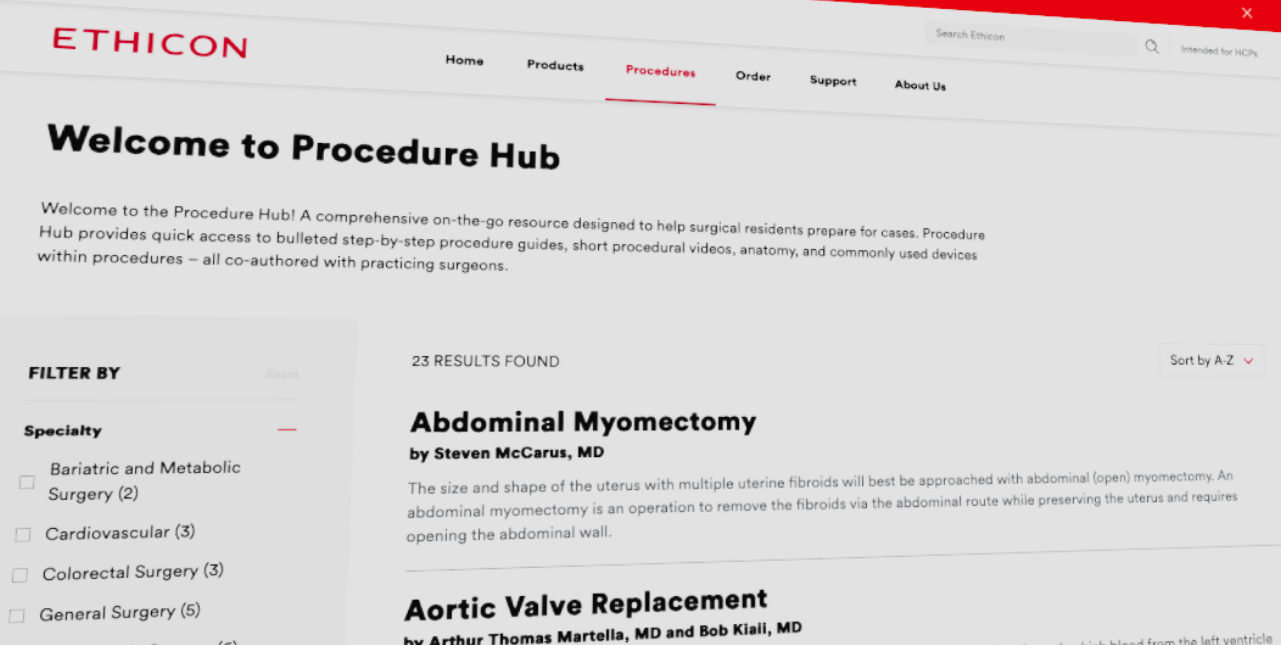 ETHICON
Home Products Procedures Order Support About Us
Search Ethicon
Intended for HCPs
Welcome to Procedure Hub
Welcome to the Procedure Hub! A comprehensive on-the-go resource designed to help surgical residents prepare for cases. Procedure
Hub provides quick access to bulleted step-by-step procedure guides, short procedural videos, anatomy, and commonly used devices
within procedures – all co-authored with practicing surgeons.
FILTER BY
Reset
Specialty
Bariatric and Metabolic
Surgery (2)
Cardiovascular (3)
Colorectal Surgery (3)
General Surgery (5)
23 RESULTS FOUND
Sort by A-Z
Abdominal Myomectomy
by Steven McCarus, MD
The size and shape of the uterus with multiple uterine fibroids will best be approached with abdominal (open) myomectomy. An
abdominal myomectomy is an operation to remove the fibroids via the abdominal route while preserving the uterus and requires
opening the abdominal wall.
Aortic Valve Replacement
by Arthur Thomas Martella, MD and Bob Kiaii, MD
blood from the left ventricle